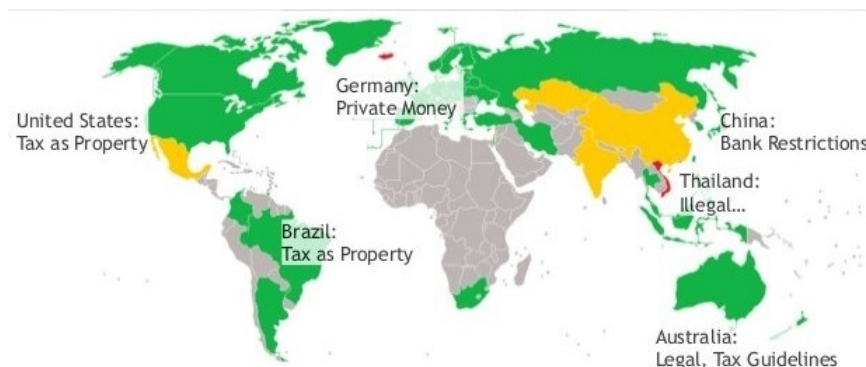 Germany:
Private Money
United States:
Tax as Property
China:
Bank Restrictions
Thailand:
Illegal...
Brazil:
Tax as Property
Australia:
Legal, Tax Guidelines